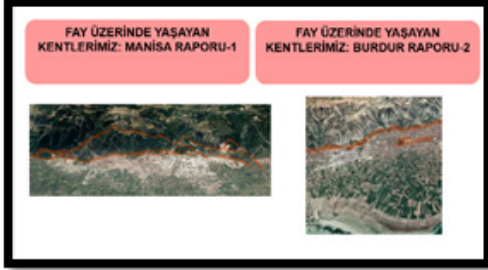 FAY ÜZERİNDE YAŞAYAN
KENTLERİMİZ: MANİSA RAPORU-1
FAY ÜZERİNDE YAŞAYAN
KENTLERİMİZ: BURDUR RAPORU-2